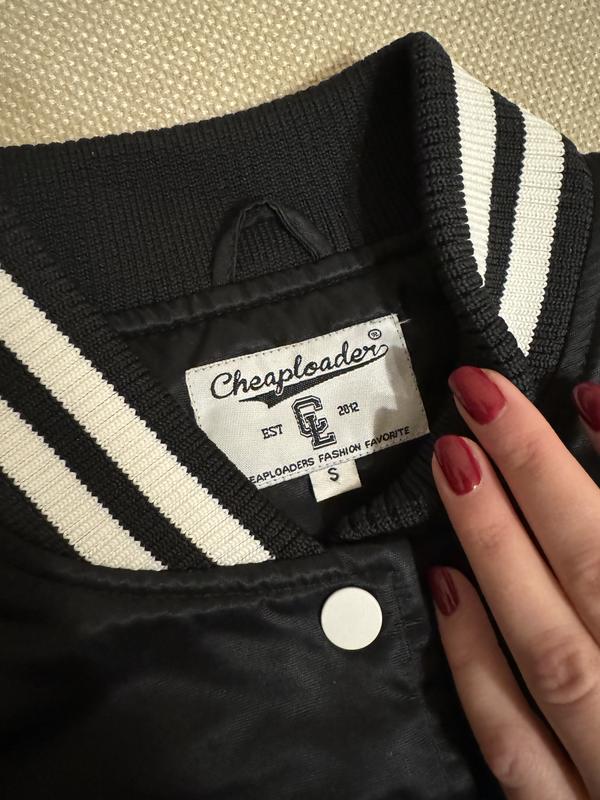 Cheaploader®
EST CL 2012
EAPLOADERS FASHION FAVORITE
S